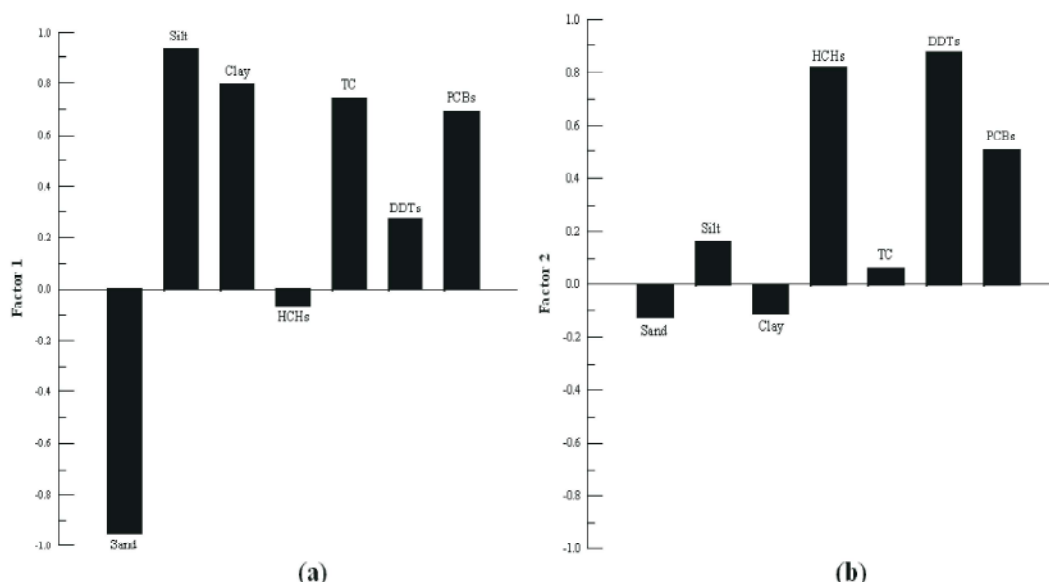 1.0
0.8
0.6
0.4
0.2
0.0
-0.2
-0.4
-0.6
-0.8
-1.0
Factor 1
Silt
Clay
TC
PCBs
DDTs
HCHs
Sand
(a)
1.0
0.8
0.6
0.4
0.2
0.0
-0.2
-0.4
-0.6
-0.8
-1.0
Factor 2
DDTs
HCHs
PCBs
Silt
TC
Sand
Clay
(b)